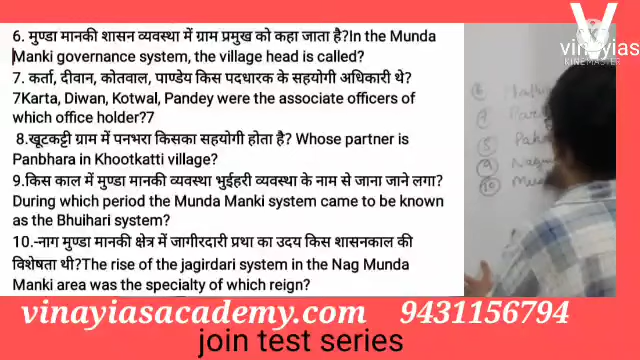 6. मुण्डा मानकी शासन व्यवस्था में ग्राम प्रमुख को कहा जाता है?In the Munda
Manki governance system, the village head is called?
7. कर्ता, दीवान, कोतवाल, पाण्डेय किस पदधारक के सहयोगी अधिकारी थे?
7Karta, Diwan, Kotwal, Pandey were the associate officers of
which office holder?7
8.खूटकट्टी ग्राम में पनभरा किसका सहयोगी होता है? Whose partner is
Panbhara in Khootkatti village?
9.किस काल में मुण्डा मानकी व्यवस्था भुईहरी व्यवस्था के नाम से जाना जाने लगा?
During which period the Munda Manki system came to be known
as the Bhuihari system?
10.-नाग मुण्डा मानकी क्षेत्र में जागीरदारी प्रथा का उदय किस शासनकाल की
विशेषता थी?The rise of the jagirdari system in the Nag Munda
Manki area was the specialty of which reign?
vinayias
KINEMASTER
vinayiasacademy.com 9431156794
join test series